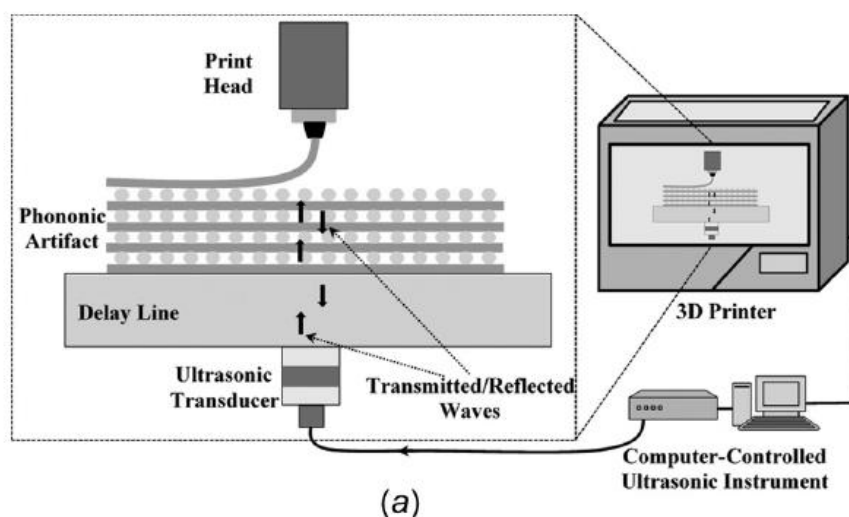 Print
Head
Phononic
Artifact
Delay Line
Ultrasonic
Transducer
Transmitted/Reflected
Waves
3D Printer
Computer-Controlled
Ultrasonic Instrument
(a)